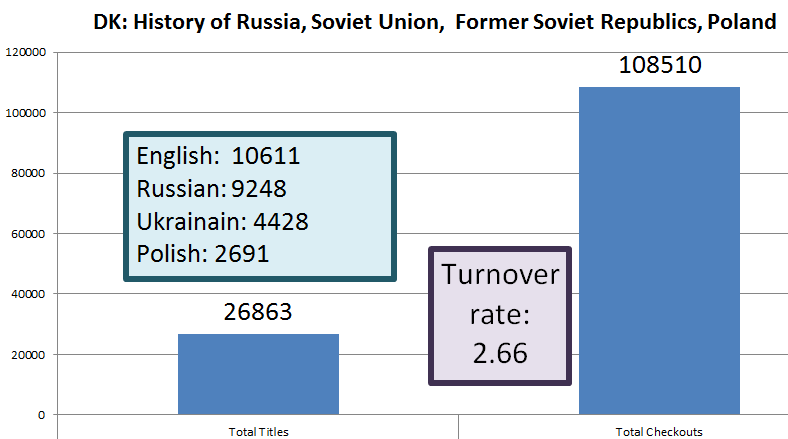 DK: History of Russia, Soviet Union, Former Soviet Republics, Poland
120000
100000
80000
60000
40000
20000
0
108510
English: 10611
Russian: 9248
Ukrainain: 4428
Polish: 2691
26863
Turnover
rate:
2.66
Total Titles
Total Checkouts